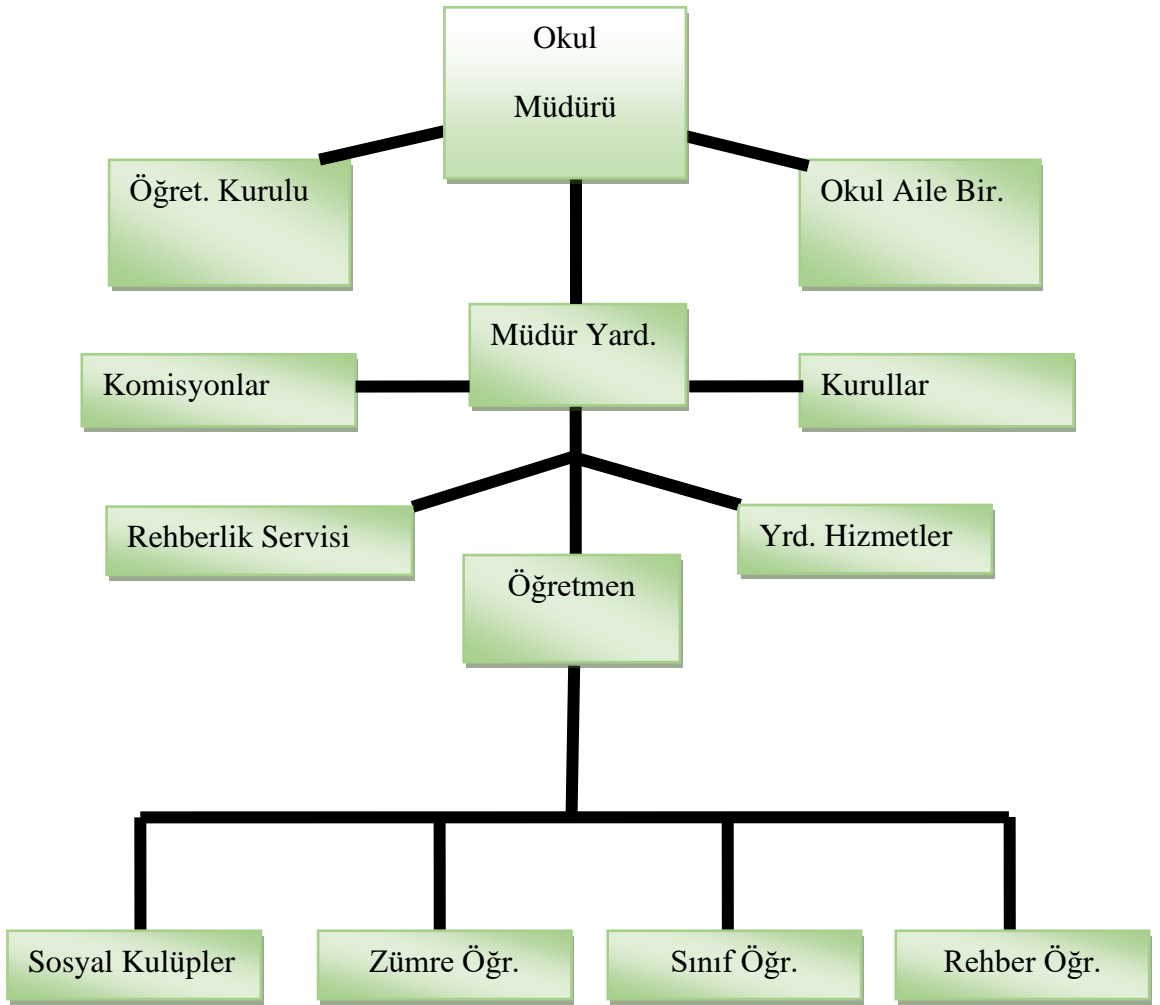 Okul
Müdürü
Öğret. Kurulu
Okul Aile Bir.
Müdür Yard.
Komisyonlar
Kurullar
Rehberlik Servisi
Yrd. Hizmetler
Öğretmen
Sosyal Kulüpler
Zümre Öğr.
Sınıf Öğr.
Rehber Öğr.